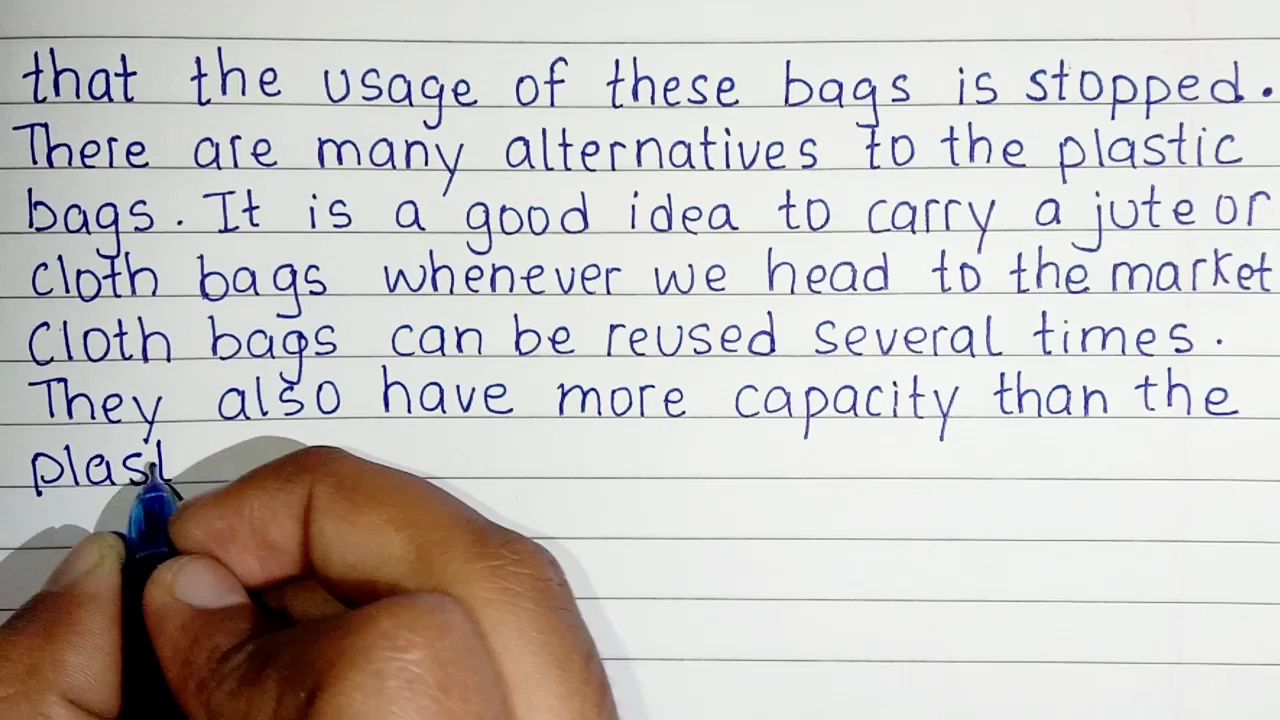 that the usage of these bags is stopped.
There are many alternatives to the plastic
bags. It is a good idea to carry a jute or
cloth bags whenever we head to the market
cloth bags can be reused several times.
They also have more capacity than the
plast